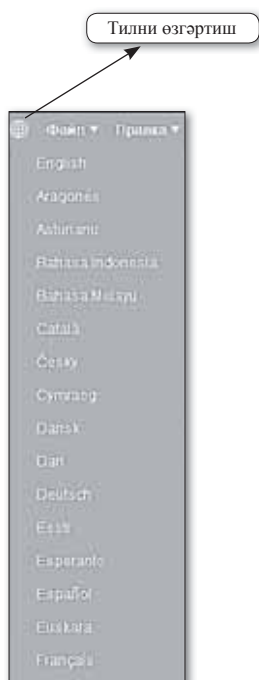 Тилни өзгәртиш
Файл ▾ Правка ▾
English
Aragonés
Asturianu
Bahasa Indonesia
Bahasa Melayu
Català
Česky
Cymraeg
Dansk
Deutsch
Eesti
Esperanto
Español
Euskara
Français